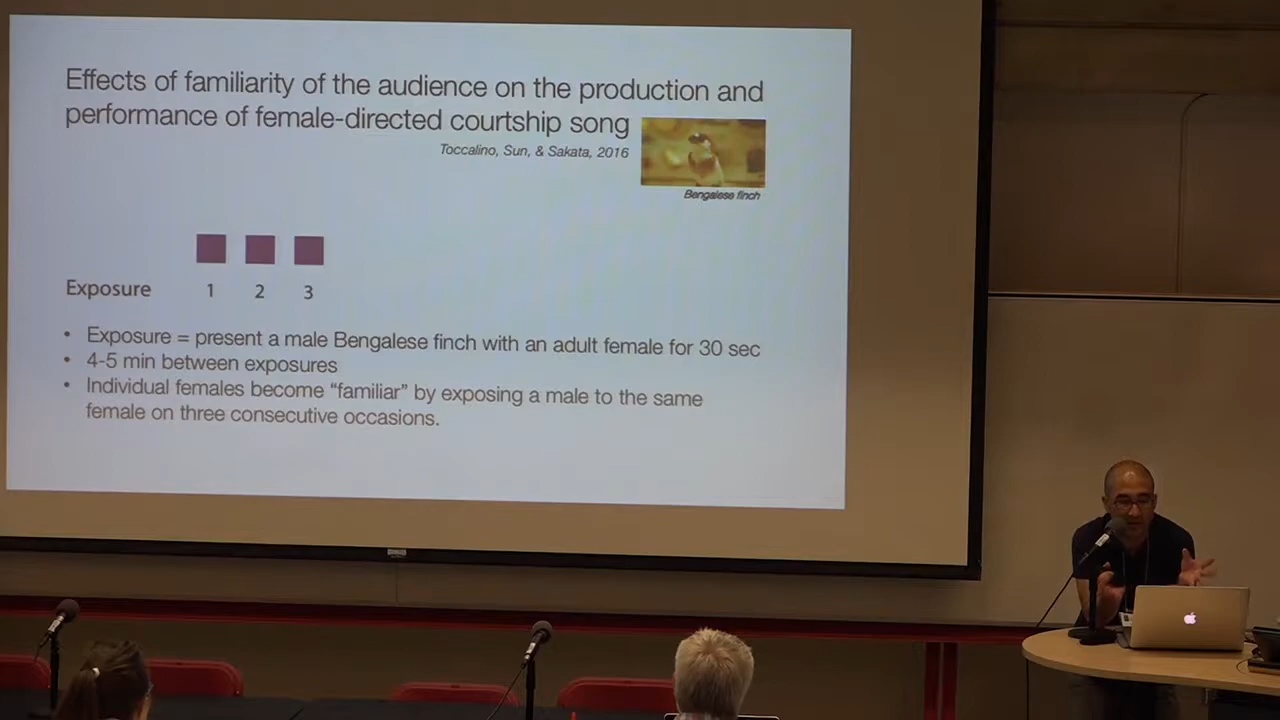 Effects of familiarity of the audience on the production and
performance of female-directed courtship song
Toccalino, Sun, & Sakata, 2016
Bengalese finch
Exposure 1 2 3
• Exposure = present a male Bengalese finch with an adult female for 30 sec
• 4-5 min between exposures
• Individual females become “familiar” by exposing a male to the same
female on three consecutive occasions.